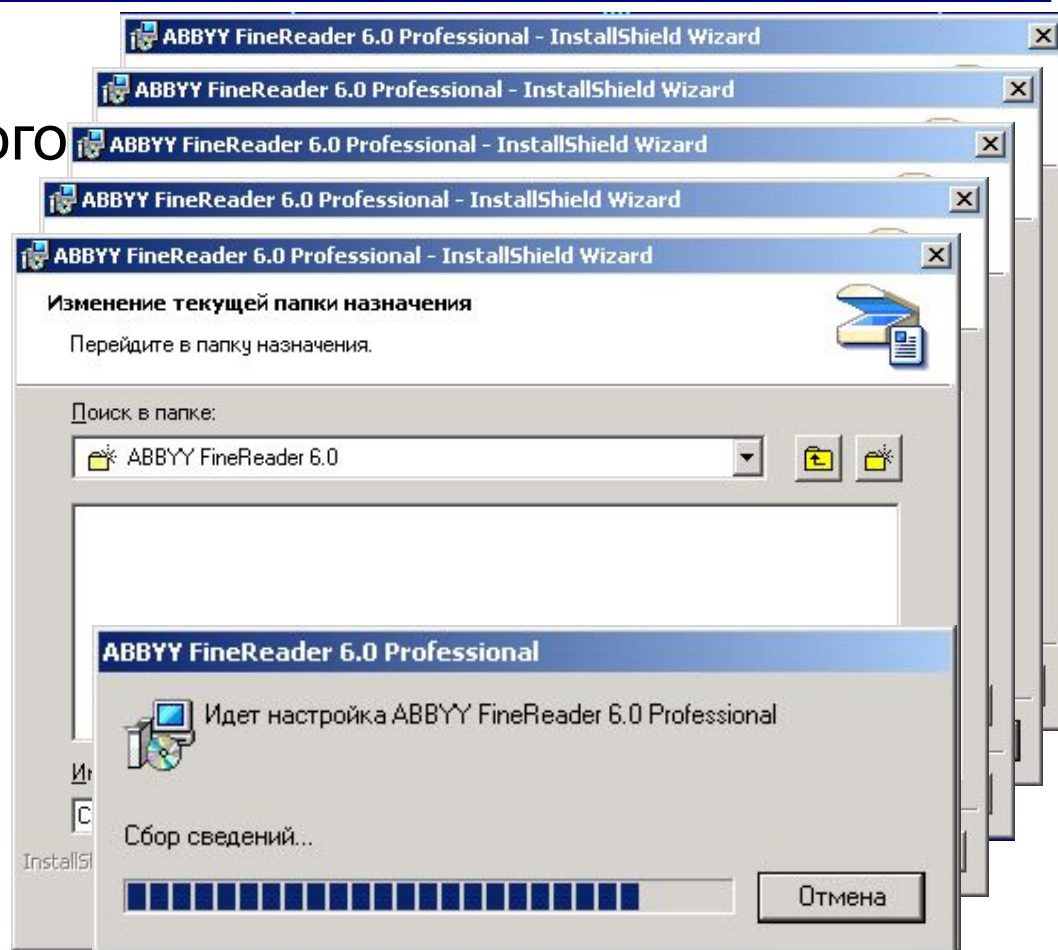 ABBYY FineReader 6.0 Professional - InstallShield Wizard
ABBYY FineReader 6.0 Professional - InstallShield Wizard
ого
ABBYY FineReader 6.0 Professional - InstallShield Wizard
ABBYY FineReader 6.0 Professional - InstallShield Wizard
ABBYY FineReader 6.0 Professional - InstallShield Wizard
Изменение текущей папки назначения
Перейдите в папку назначения.
Поиск в папке:
ABBYY FineReader 6.0
ABBYY FineReader 6.0 Professional
Идет настройка ABBYY FineReader 6.0 Professional
Сбор сведений...
Отмена